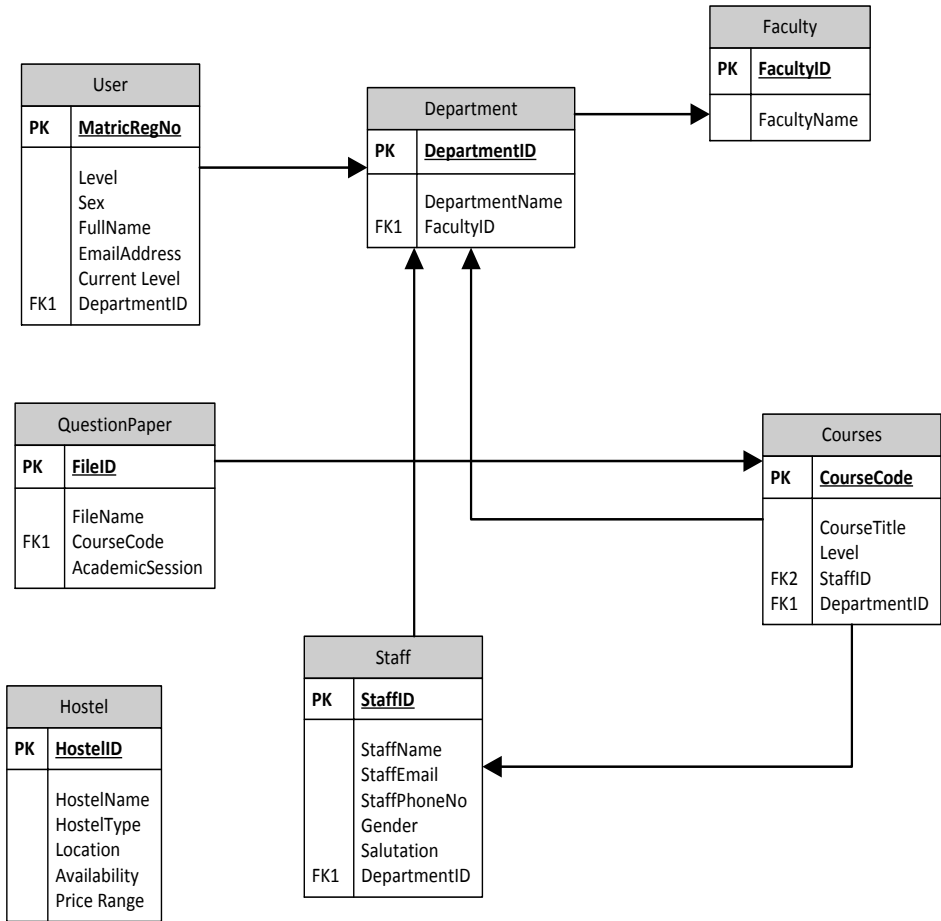 Faculty
PK FacultyID
FacultyName
User
PK MatricRegNo
Level
Sex
FullName
EmailAddress
Current Level
FK1 DepartmentID
Department
PK DepartmentID
DepartmentName
FK1 FacultyID
QuestionPaper
PK FileID
FileName
FK1 CourseCode
AcademicSession
Courses
PK CourseCode
CourseTitle
Level
FK2 StaffID
FK1 DepartmentID
Staff
PK StaffID
StaffName
StaffEmail
StaffPhoneNo
Gender
Salutation
FK1 DepartmentID
Hostel
PK HostelID
HostelName
HostelType
Location
Availability
Price Range